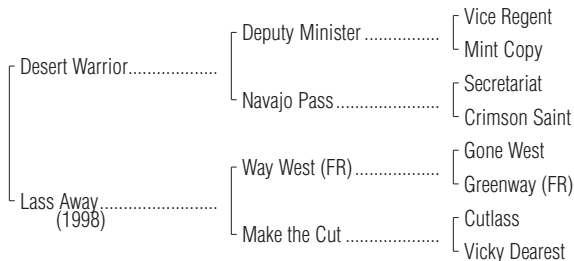 Vice Regent
Deputy Minister ..................
Mint Copy
Desert Warrior.....................
Secretariat
Navajo Pass ........................
Crimson Saint
Gone West
Way West (FR) .....................
Greenway (FR)
Lass Away...........................
(1998)
Cutlass
Make the Cut ......................
Vicky Dearest